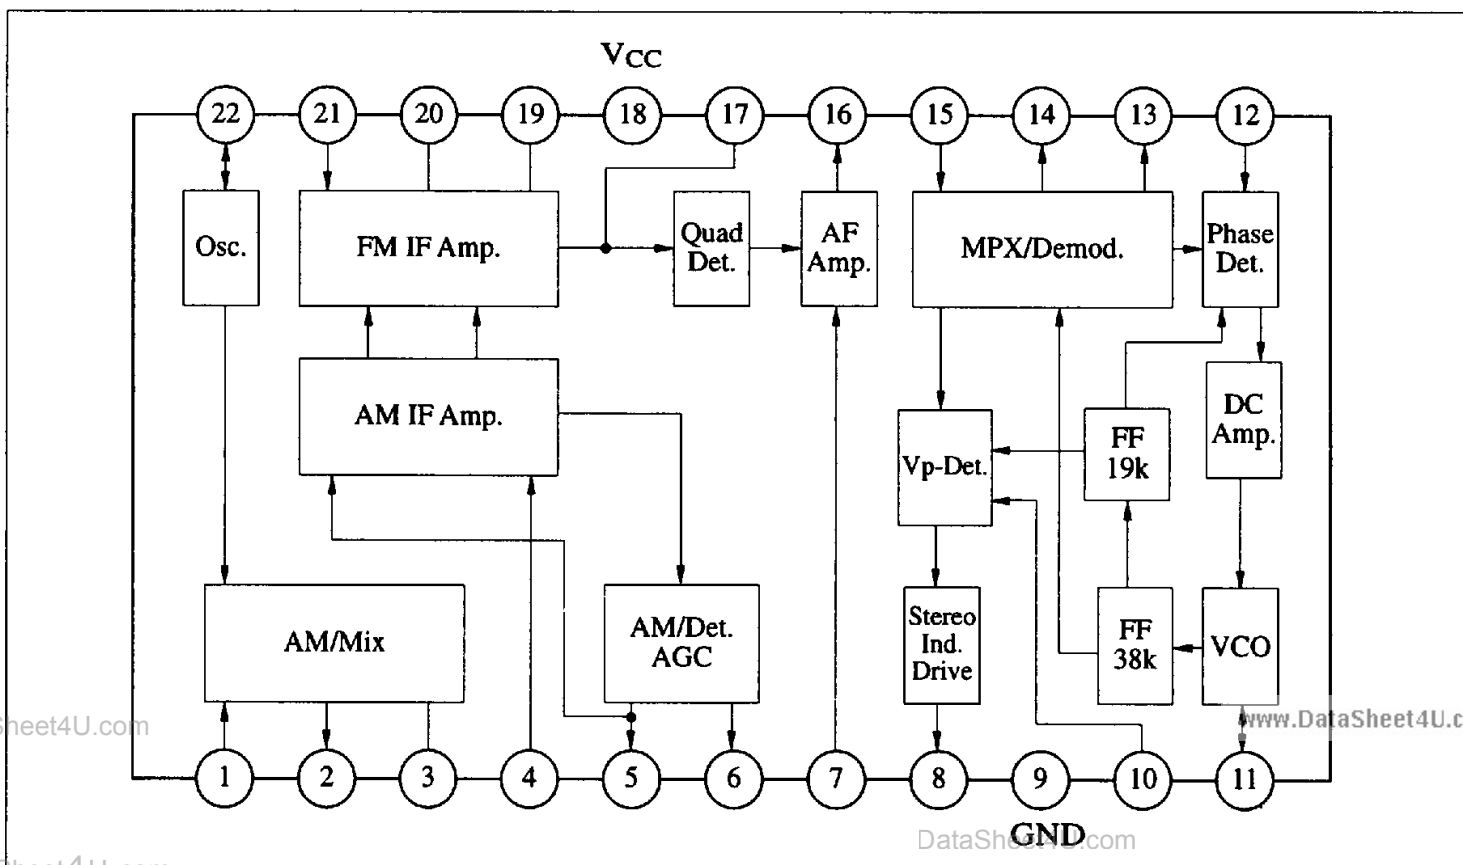 VCC
22 21 20 19 18 17 16 15 14 13 12
Osc.
FM IF Amp.
Quad
Det.
AF
Amp.
MPX/Demod.
Phase
Det.
AM IF Amp.
Vp-Det.
FF
19k
DC
Amp.
AM/Mix
AM/Det.
AGC
Stereo
Ind.
Drive
FF
38k
VCO
Sheet4U.com
www.DataSheet4U.c
1 2 3 4 5 6 7 8 9 10 11
GND
DataSheet4U.com